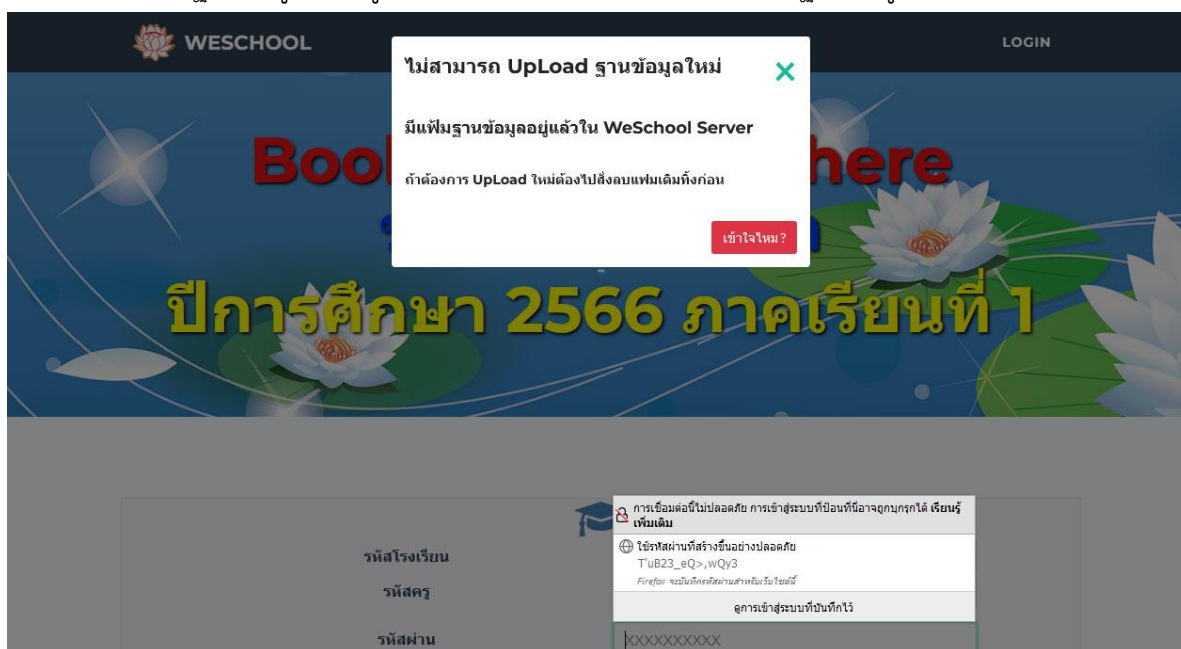 WESCHOOL
LOGIN
ไม่สามารถ UpLoad ฐานข้อมูลใหม่
มีแฟ้มฐานข้อมูลอยู่แล้วใน WeSchool Server
ถ้าต้องการ UpLoad ใหม่ต้องไปสั่งลบแฟมเดิมทิ้งก่อน
เข้าใจไหม?
Boo here
ปีการศึกษา 2566 ภาคเรียนที่ 1
การเชื่อมต่อนี้ไม่ปลอดภัย การเข้าสู่ระบบที่ป้อนที่นี่อาจถูกบุกรุกได้ เรียนรู้
เพิ่มเติม
รหัสโรงเรียน
ใช้รหัสผ่านที่สร้างขึ้นอย่างปลอดภัย
T'uB23_eQ>,wQy3
Firefox จะบันทึกรหัสผ่านสำหรับเว็บไซต์นี้
รหัสครู
ดูการเข้าสู่ระบบที่บันทึกไว้
รหัสผ่าน
XXXXXXXXXX